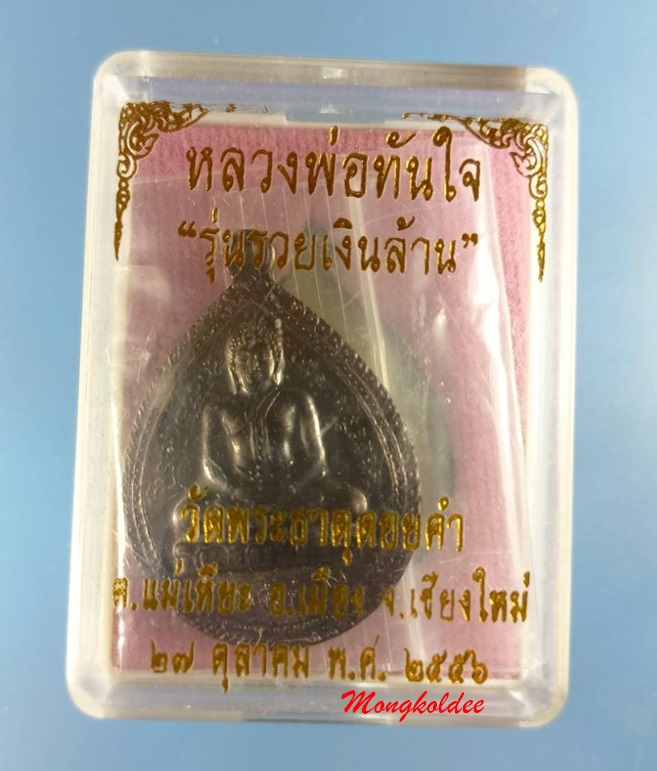 หลวงพ่อทันใจ
“รุ่นรวยเงินล้าน”
วัดพระธาตุดอยคำ
ต.แม่เหียะ อ.เมือง จ.เชียงใหม่
๒๗ ตุลาคม พ.ศ. ๒๕๕๖
Mongkoldee